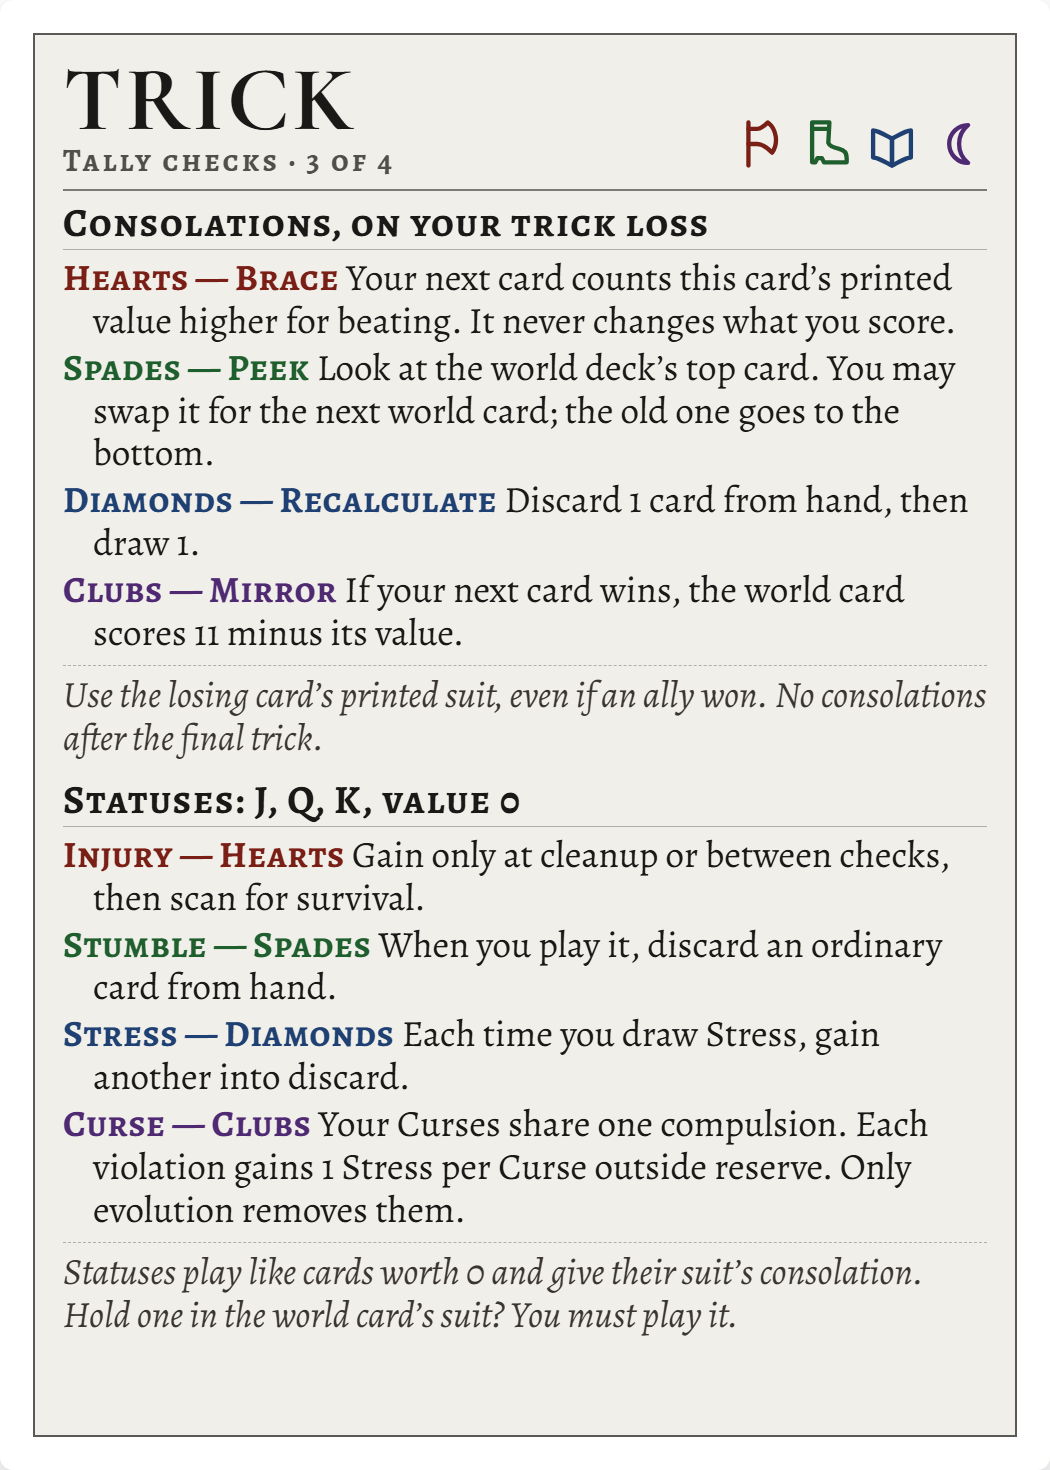 TRICK
TALLY CHECKS · 3 OF 4
CONSOLATIONS, ON YOUR TRICK LOSS
HEARTS — BRACE Your next card counts this card’s printed
value higher for beating. It never changes what you score.
SPADES — PEEK Look at the world deck’s top card. You may
swap it for the next world card; the old one goes to the
bottom.
DIAMONDS — RECALCULATE Discard 1 card from hand, then
draw 1.
CLUBS — MIRROR If your next card wins, the world card
scores 11 minus its value.
Use the losing card’s printed suit, even if an ally won. No consolations
after the final trick.
STATUSES: J, Q, K, VALUE 0
INJURY — HEARTS Gain only at cleanup or between checks,
then scan for survival.
STUMBLE — SPADES When you play it, discard an ordinary
card from hand.
STRESS — DIAMONDS Each time you draw Stress, gain
another into discard.
CURSE — CLUBS Your Curses share one compulsion. Each
violation gains 1 Stress per Curse outside reserve. Only
evolution removes them.
Statuses play like cards worth 0 and give their suit’s consolation.
Hold one in the world card’s suit? You must play it.